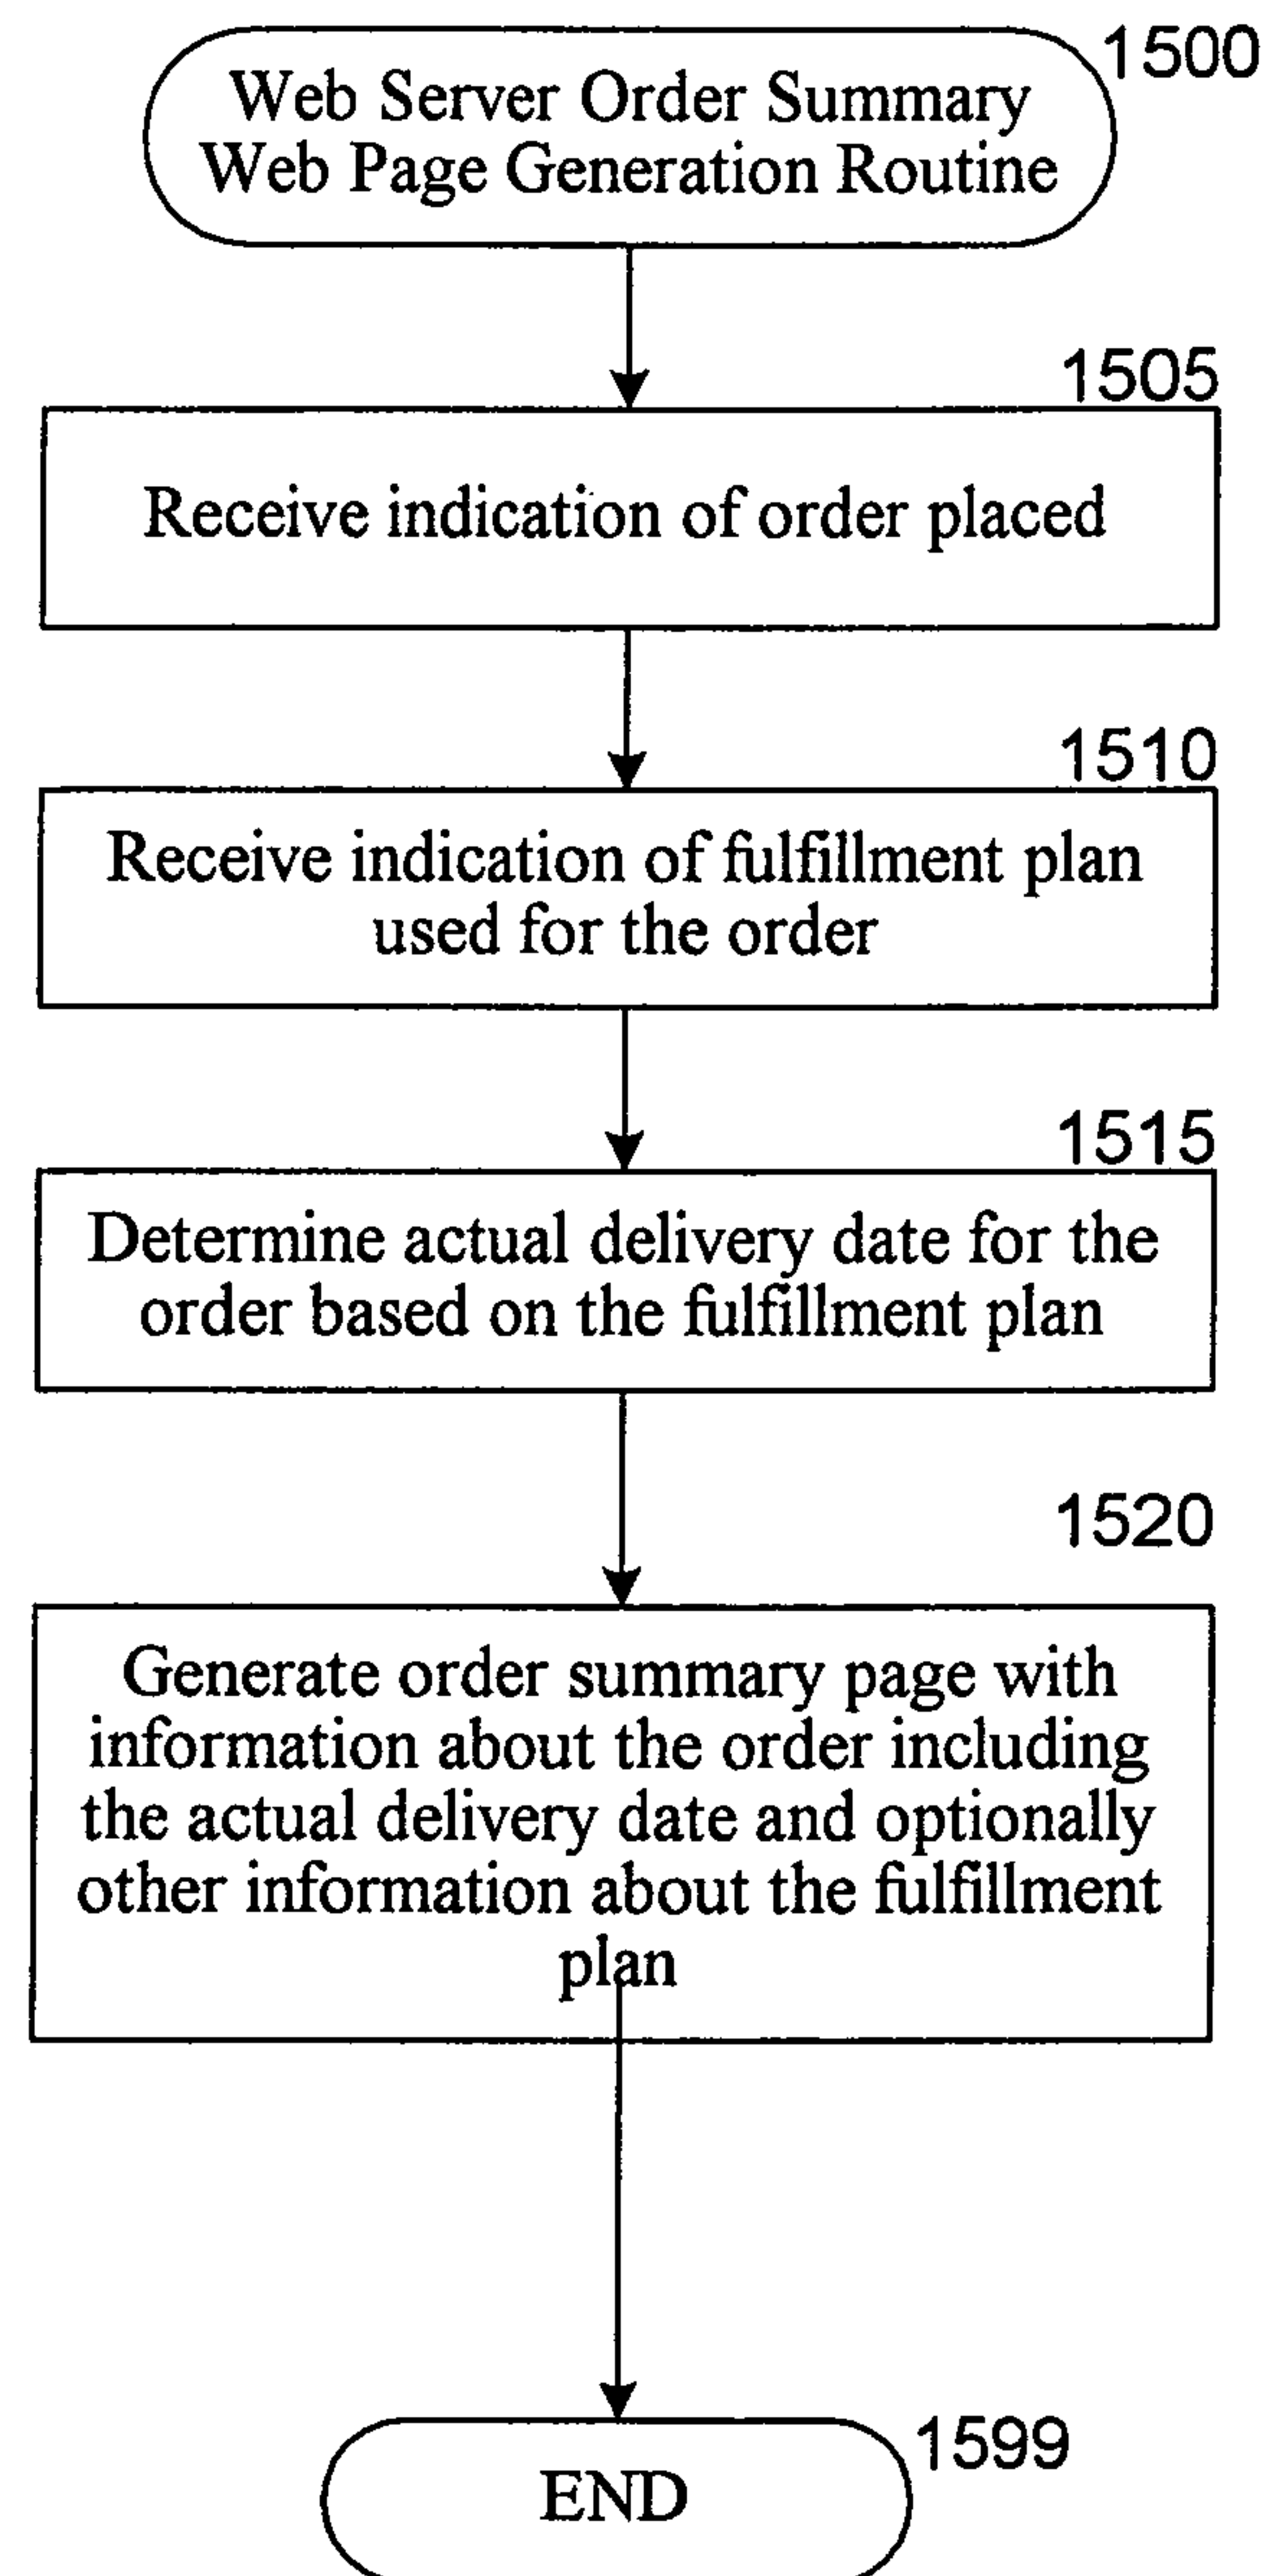 1500
Web Server Order Summary
Web Page Generation Routine
1505
Receive indication of order placed
1510
Receive indication of fulfillment plan
used for the order
1515
Determine actual delivery date for the
order based on the fulfillment plan
1520
Generate order summary page with
information about the order including
the actual delivery date and optionally
other information about the fulfillment
plan
1599
END